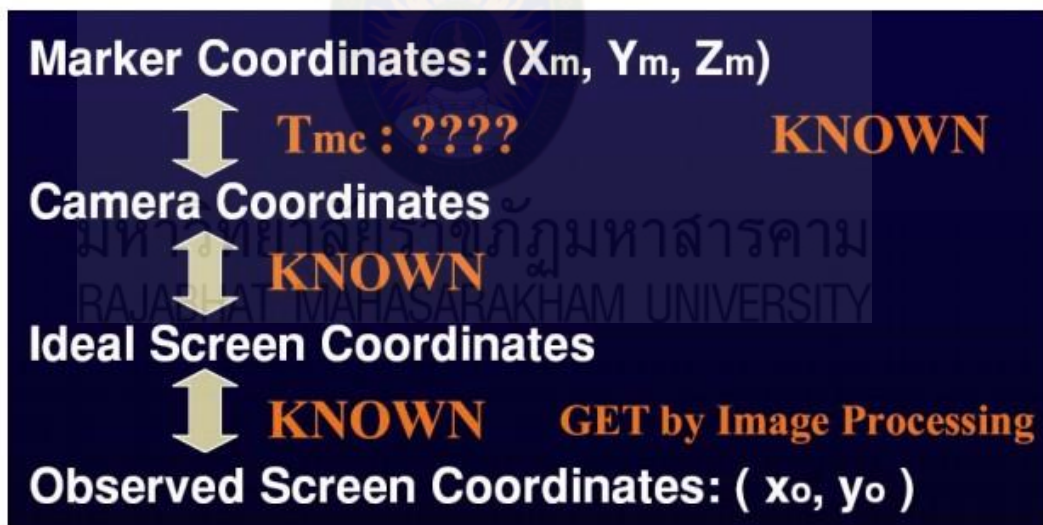 Marker Coordinates: (Xm, Ym, Zm)
Tmc : ???? KNOWN
Camera Coordinates
มหาวิทยาลัยราชภัฏมหาสารคาม
KNOWN
RAJABHAT MAHASARAKHAM UNIVERSITY
Ideal Screen Coordinates
KNOWN GET by Image Processing
Observed Screen Coordinates: ( xo, yo )